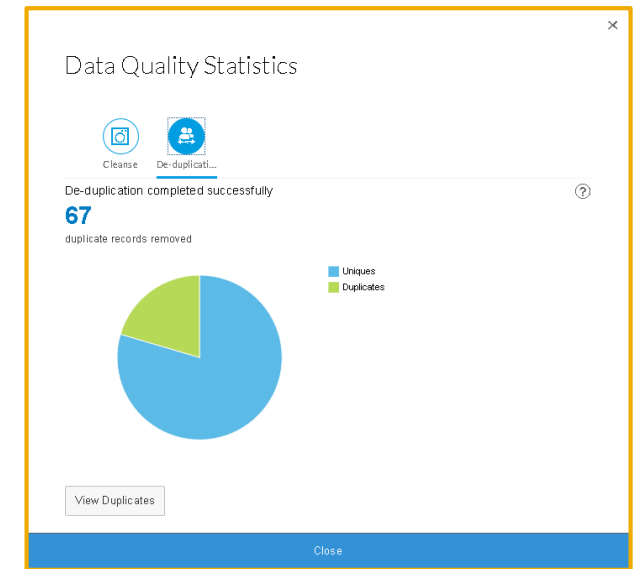 Data Quality Statistics
Cleanse
De-duplicati...
De-duplication completed successfully
?
67
duplicate records removed
Uniques
Duplicates
View Duplicates
Close